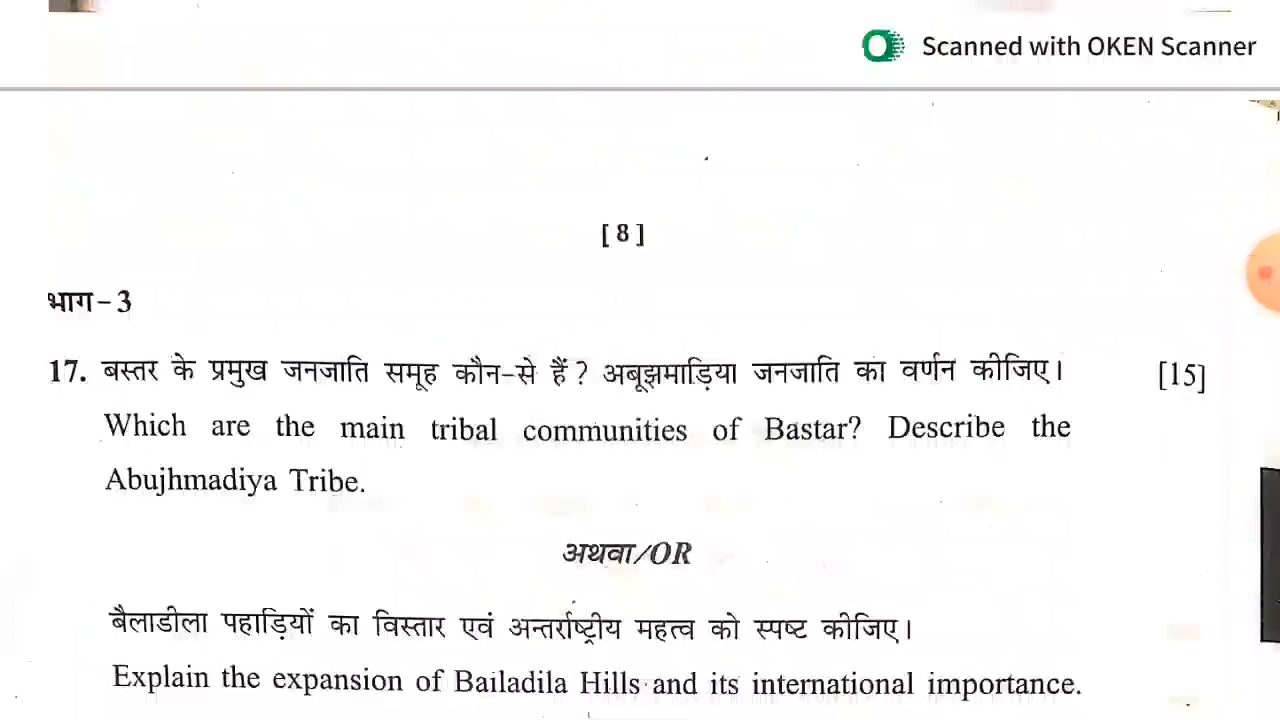 Scanned with OKEN Scanner
[ 8 ]
भाग-3
17. बस्तर के प्रमुख जनजाति समूह कौन-से हैं? अबूझमाड़िया जनजाति का वर्णन कीजिए। [15]
Which are the main tribal communities of Bastar? Describe the
Abujhmadiya Tribe.
अथवा/OR
बैलाडीला पहाड़ियों का विस्तार एवं अन्तर्राष्ट्रीय महत्व को स्पष्ट कीजिए।
Explain the expansion of Bailadila Hills and its international importance.